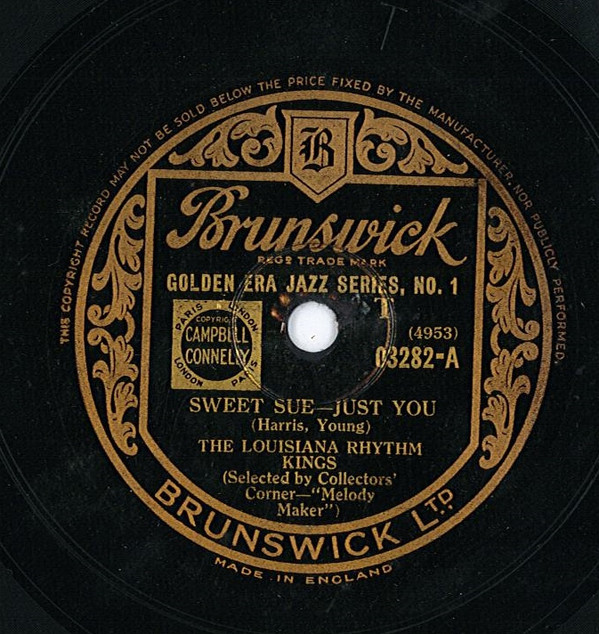 THIS COPYRIGHT RECORD MAY NOT BE SOLD BELOW THE PRICE FIXED BY THE MANUFACTURER, NOR PUBLICLY PERFORMED.
B
Brunswick
REGD TRADE MARK
GOLDEN ERA JAZZ SERIES, NO. 1
T
PARIS LONDON
COPYRIGHT
CAMPBELL
CONNELLY
LONDON PARIS
(4953)
03282-A
SWEET SUE—JUST YOU
(Harris, Young)
THE LOUISIANA RHYTHM
KINGS
(Selected by Collectors'
Corner—"Melody
Maker")
BRUNSWICK LTD.
MADE IN ENGLAND